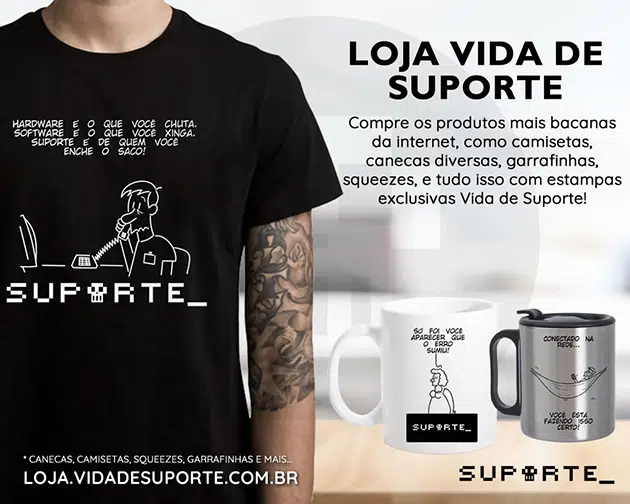 HARDWARE E O QUE VOCÊ CHUTA.
SOFTWARE E O QUE VOCÊ XINGA.
SUPORTE E DE QUEM VOCÊ
ENCHE O SACO!
SUPORTE_
LOJA VIDA DE
SUPORTE
Compre os produtos mais bacanas
da internet, como camisetas,
canecas diversas, garrafinhas,
squeezes, e tudo isso com estampas
exclusivas Vida de Suporte!
SÓ FOI VOCÊ
APARECER QUE
O ERRO
SUMIU!
SUPORTE_
CONECTADO NA
REDE...
VOCÊ ESTA
FAZENDO ISSO
CERTO!
* CANECAS, CAMISETAS, SQUEEZES, GARRAFINHAS E MAIS...
LOJA.VIDADESUPORTE.COM.BR
SUPORTE_